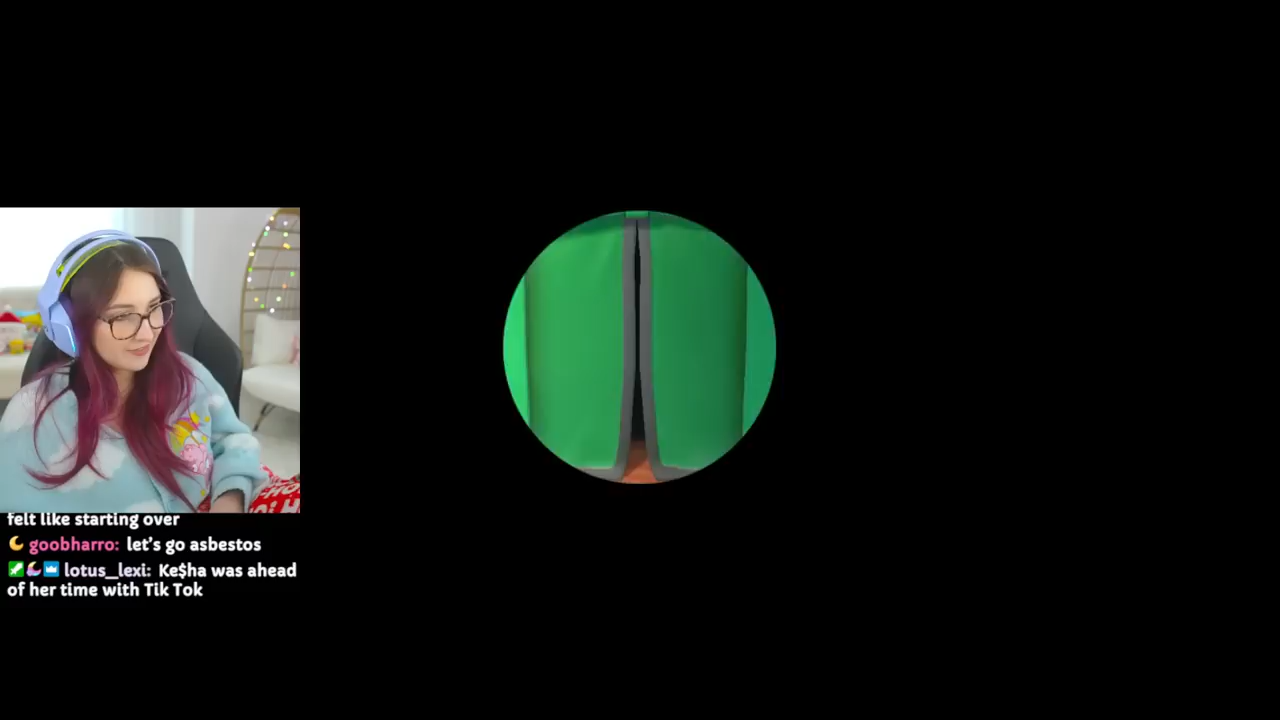 felt like starting over
goobharro: let's go asbestos
lotus_lexi: Ke$ha was ahead
of her time with Tik Tok